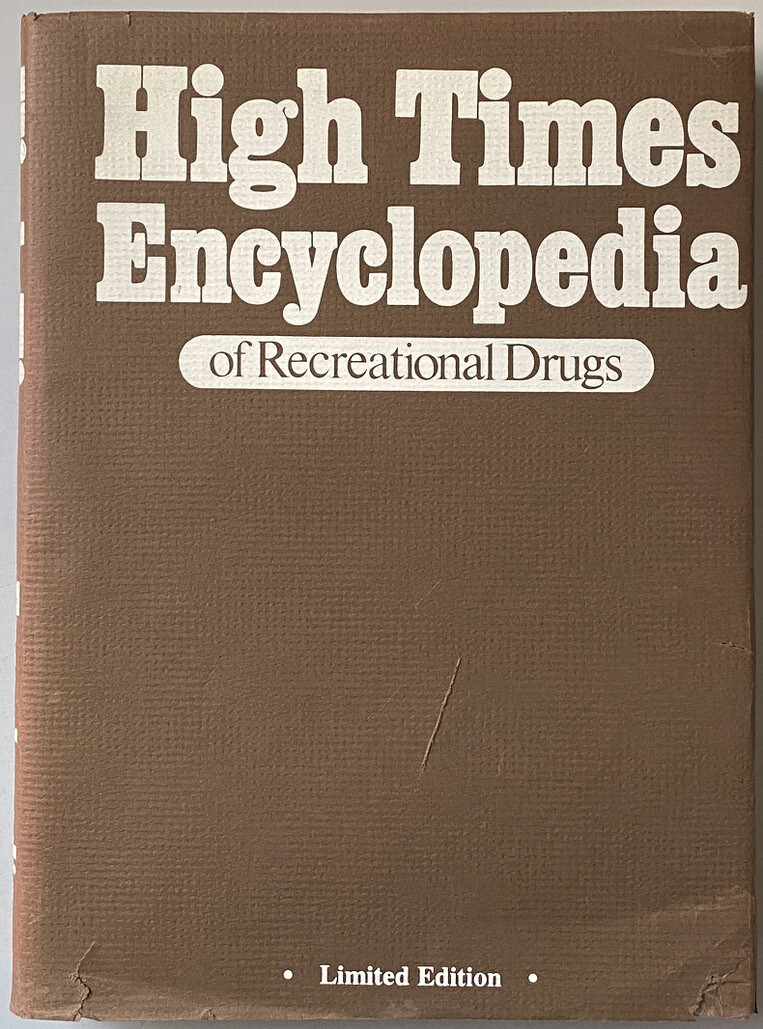 High Times
Encyclopedia
of Recreational Drugs
• Limited Edition •